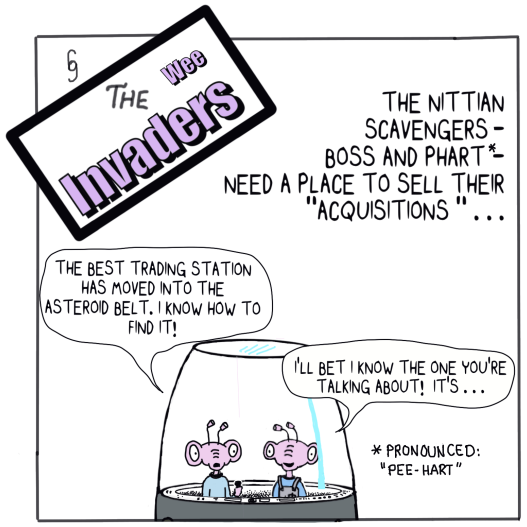 THE
Wee
Invaders
THE NITTIAN
SCAVENGERS -
BOSS AND PHART*-
NEED A PLACE TO SELL THEIR
"ACQUISITIONS "...
THE BEST TRADING STATION
HAS MOVED INTO THE
ASTEROID BELT. I KNOW HOW TO
FIND IT!
I'LL BET I KNOW THE ONE YOU'RE
TALKING ABOUT! IT'S...
* PRONOUNCED:
"PEE-HART"